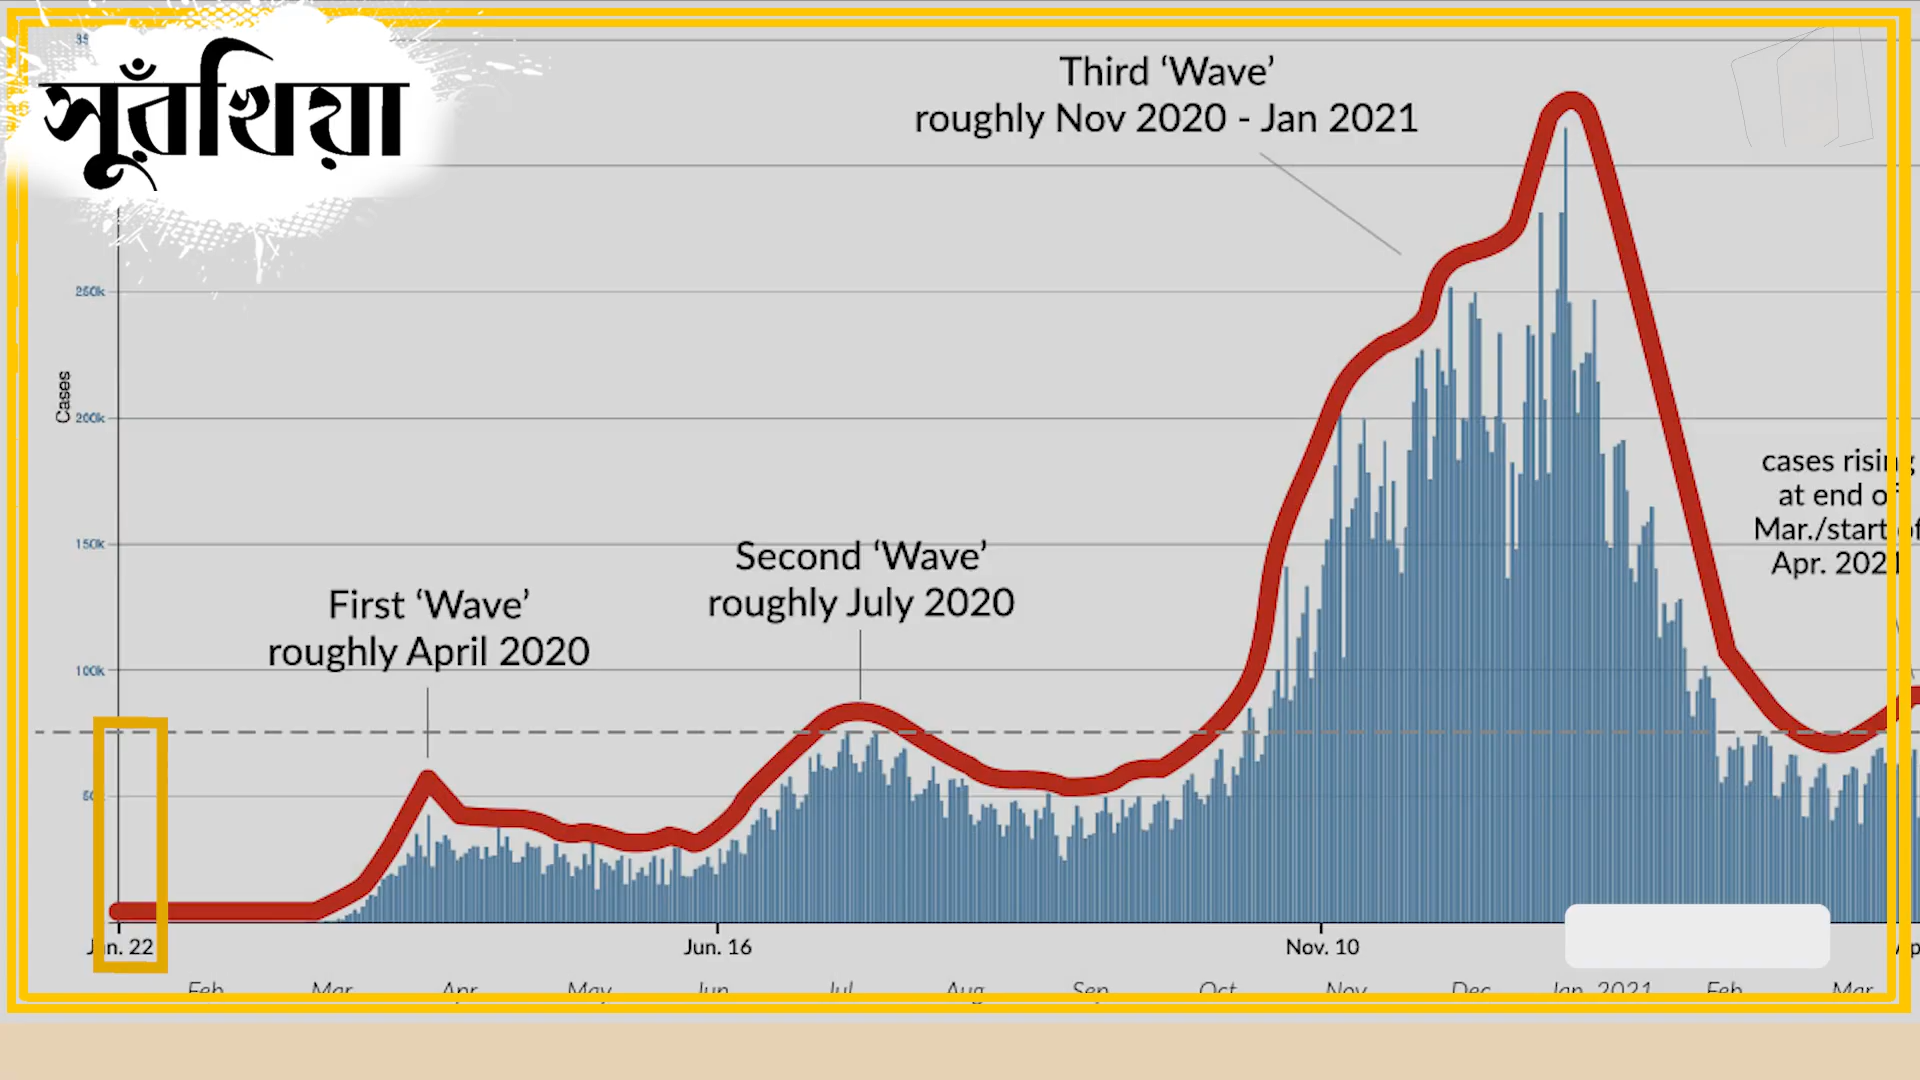 সুরঁখিয়া
Third ‘Wave’
roughly Nov 2020 - Jan 2021
250k
200k
Cases
cases rising
at end of
Mar./start of
Apr. 2021
150k
Second ‘Wave’
roughly July 2020
First ‘Wave’
roughly April 2020
100k
Jan. 22
Jun. 16
Nov. 10
Feb Mar Apr May Jun Jul Aug Sep Oct Nov Dec Jan 2021 Feb Mar